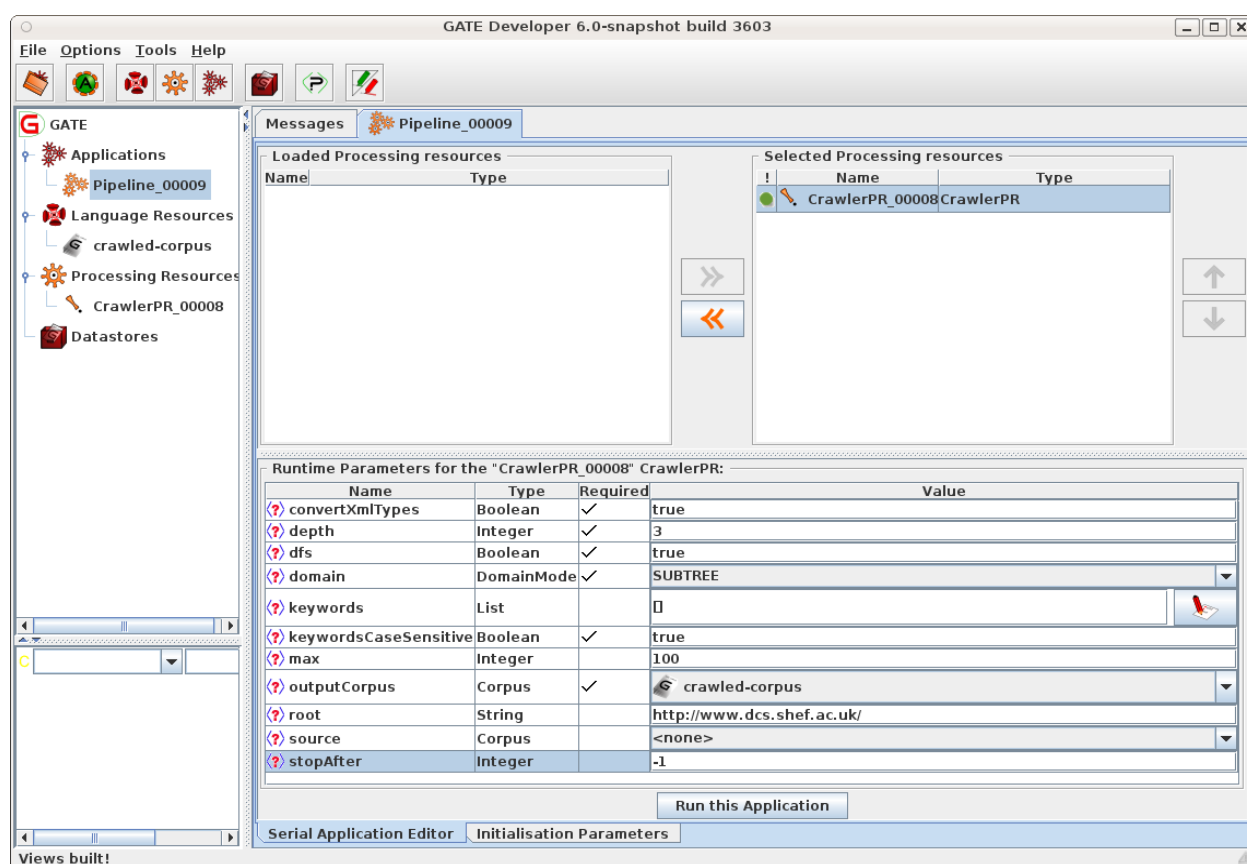 GATE Developer 6.0-snapshot build 3603
File Options Tools Help
GATE
Applications
Pipeline_00009
Language Resources
crawled-corpus
Processing Resources
CrawlerPR_00008
Datastores
Messages Pipeline_00009
Loaded Processing resources
Name Type
Selected Processing resources
! Name Type
CrawlerPR_00008 CrawlerPR
Runtime Parameters for the "CrawlerPR_00008" CrawlerPR:
Name Type Required Value
convertXmlTypes Boolean ✓ true
depth Integer ✓ 3
dfs Boolean ✓ true
domain DomainMode ✓ SUBTREE
keywords List []
keywordsCaseSensitive Boolean ✓ true
max Integer 100
outputCorpus Corpus ✓ crawled-corpus
root String http://www.dcs.shef.ac.uk/
source Corpus <none>
stopAfter Integer -1
Run this Application
Serial Application Editor Initialisation Parameters
C
Views built!